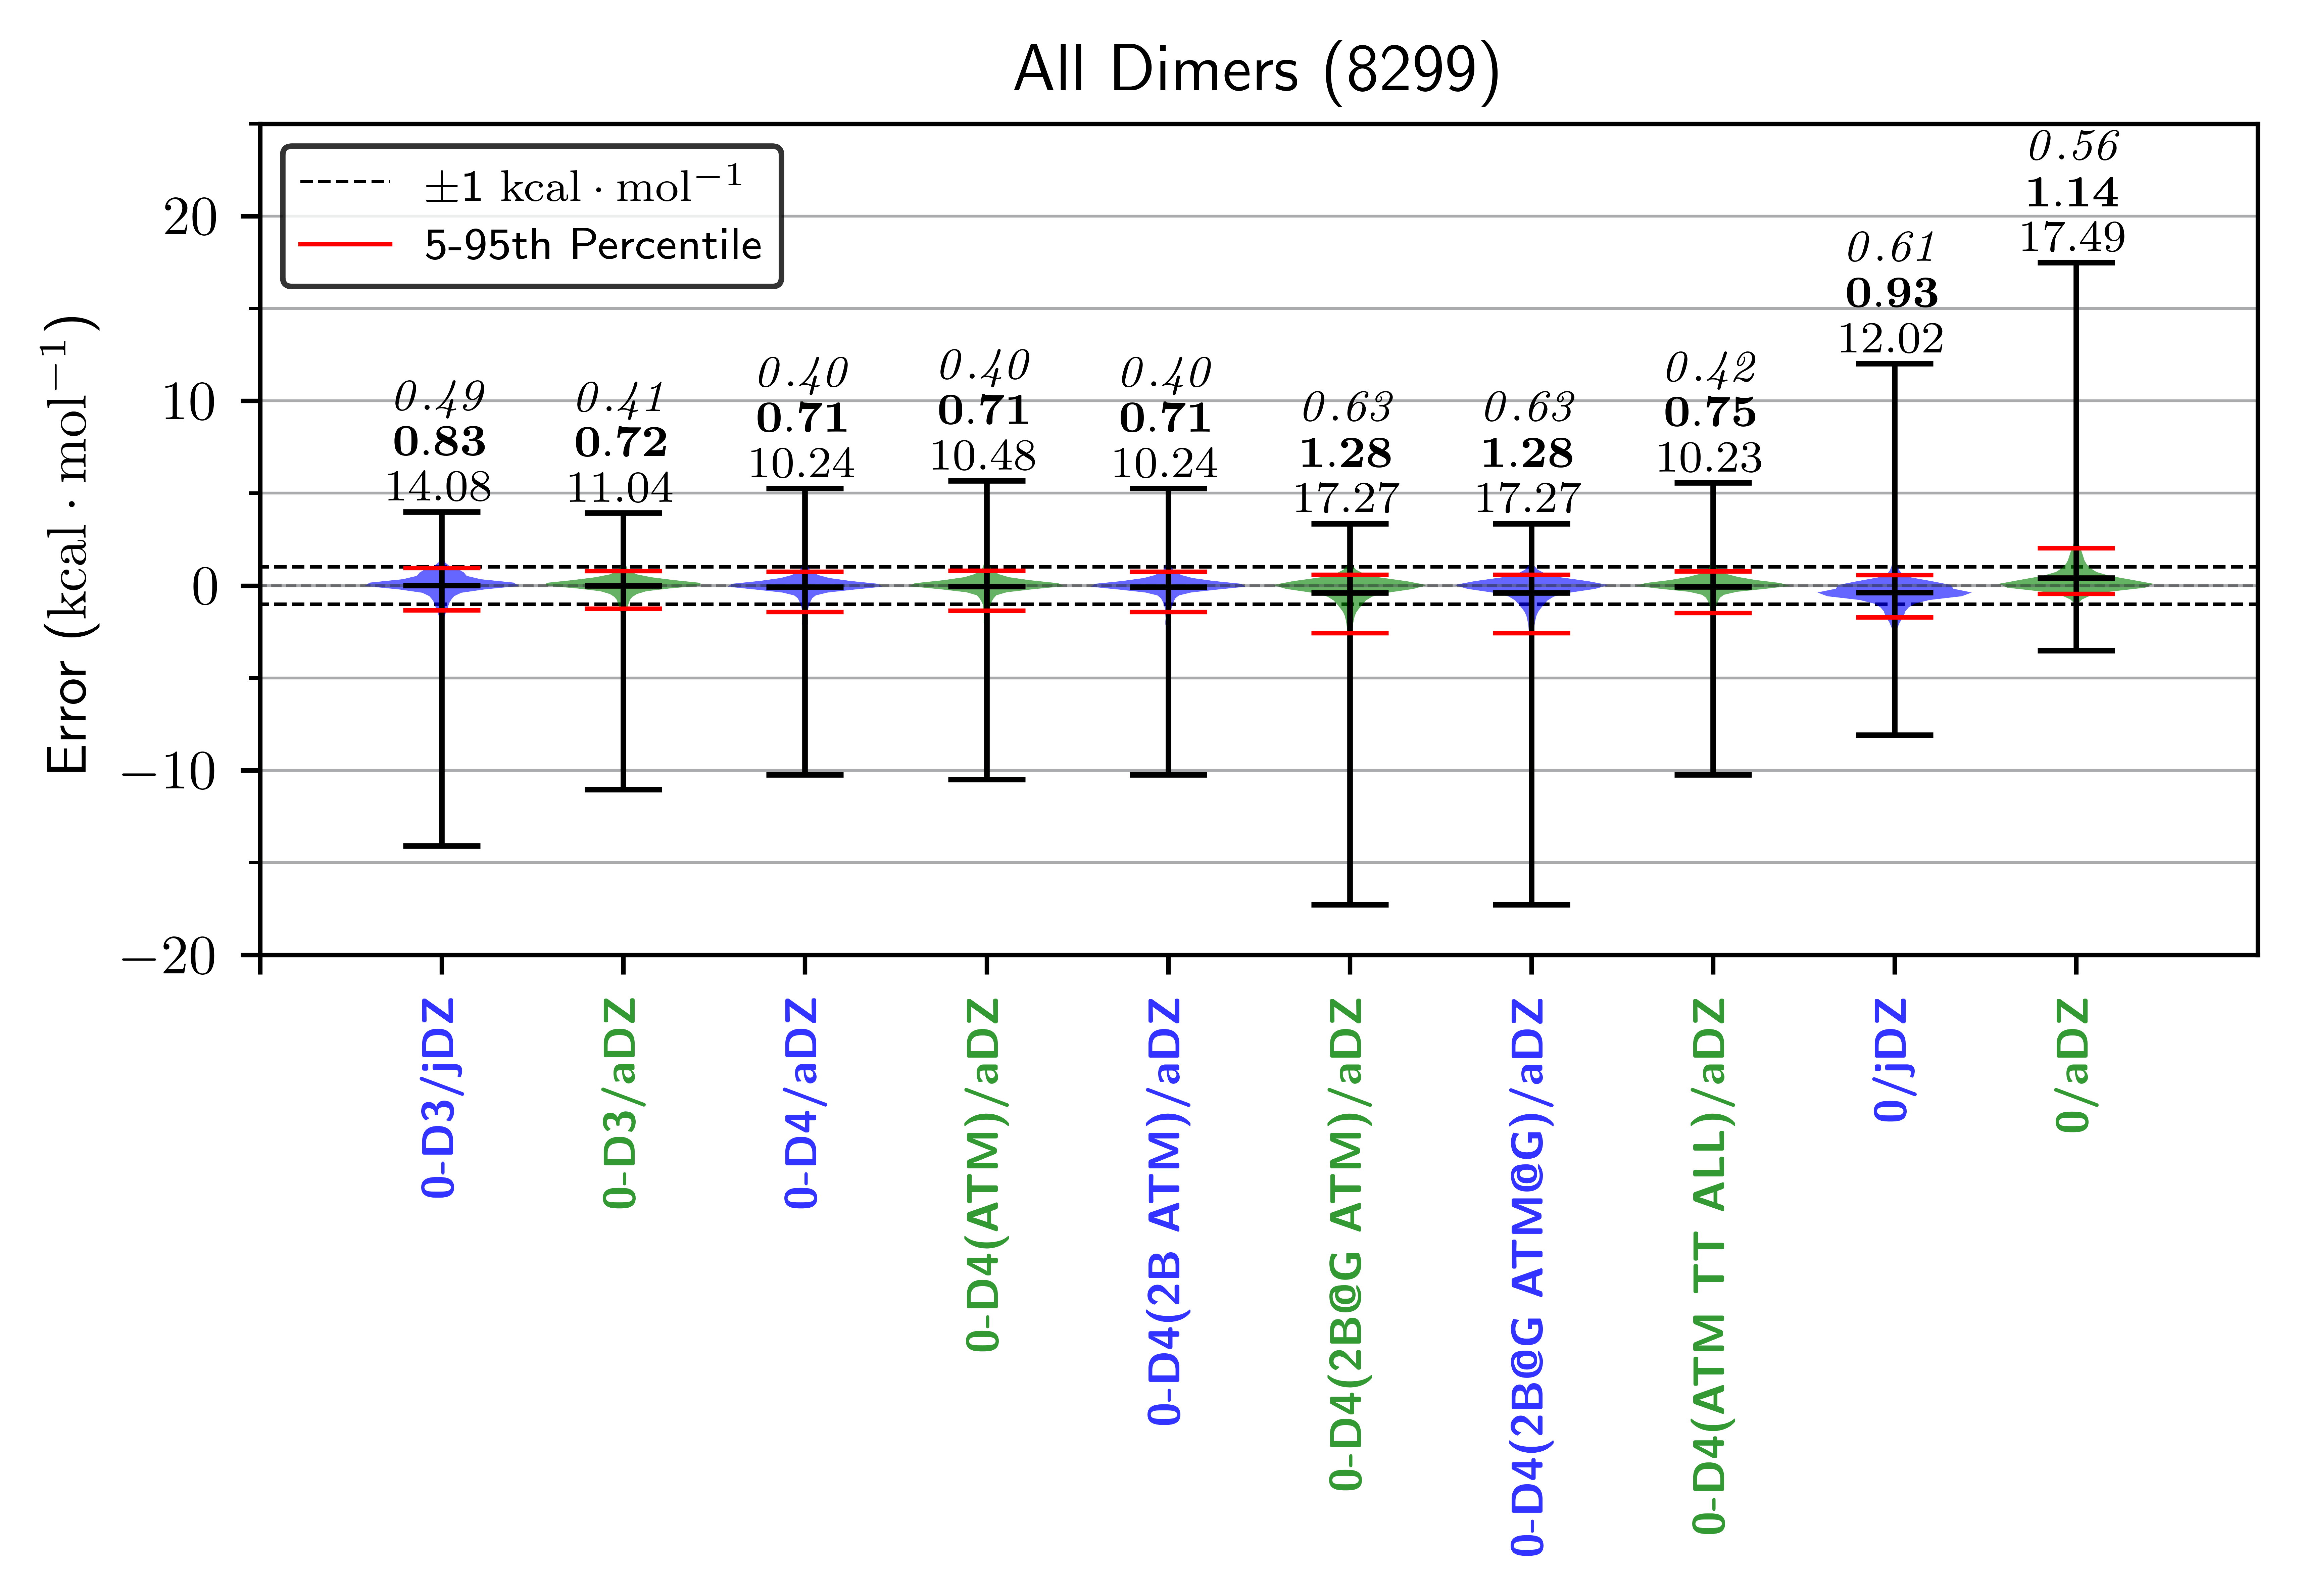 All Dimers (8299)
±1 kcal · mol⁻¹
5-95th Percentile
Error (kcal · mol⁻¹)
20
10
0
−10
−20
0.49
0.83
14.08
0.41
0.72
11.04
0.40
0.71
10.24
0.40
0.71
10.48
0.40
0.71
10.24
0.63
1.28
17.27
0.63
1.28
17.27
0.42
0.75
10.23
0.61
0.93
12.02
0.56
1.14
17.49
0-D3/jDZ
0-D3/aDZ
0-D4/aDZ
0-D4(ATM)/aDZ
0-D4(2B ATM)/aDZ
0-D4(2B@G ATM)/aDZ
0-D4(2B@G ATM@G)/aDZ
0-D4(ATM TT ALL)/aDZ
0/jDZ
0/aDZ